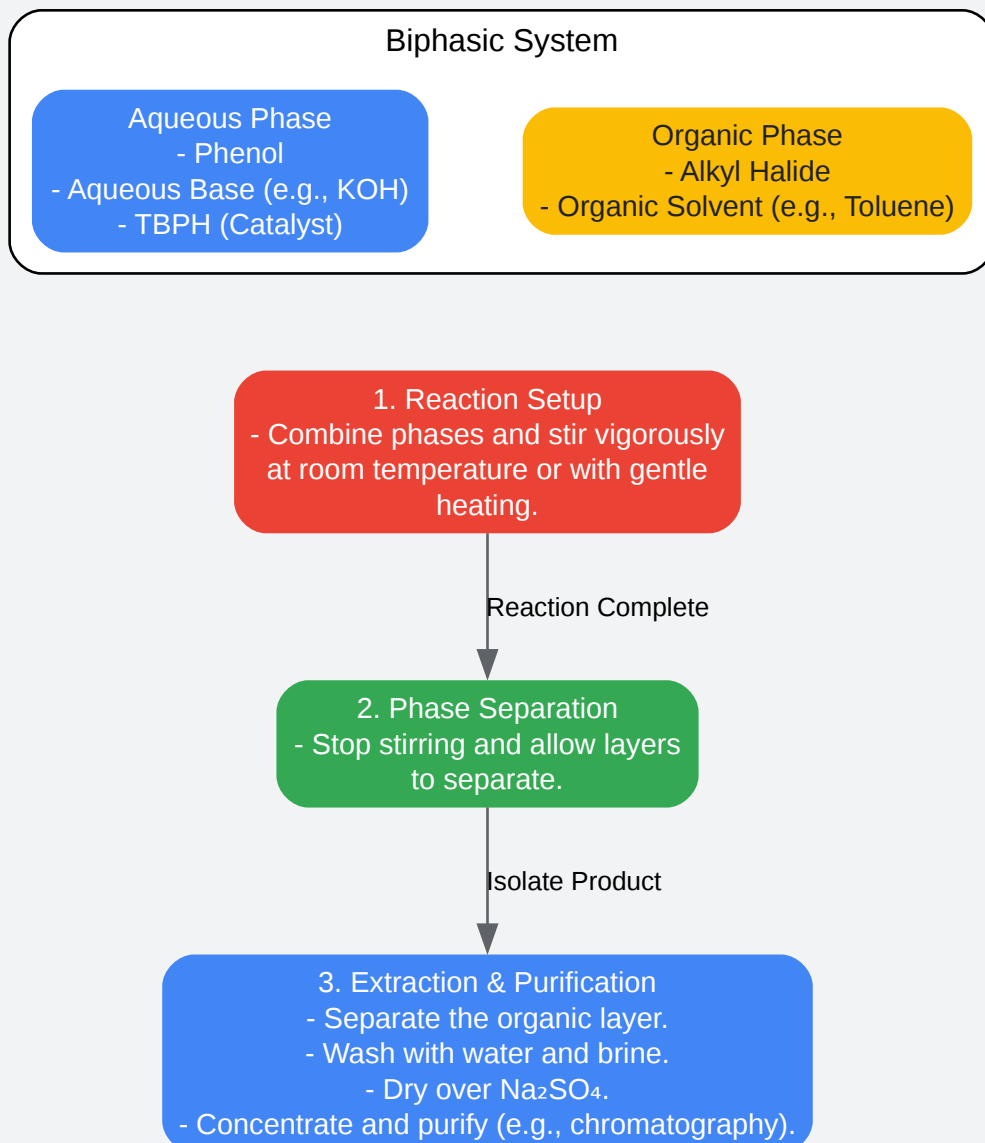 Biphasic System
Aqueous Phase
- Phenol
- Aqueous Base (e.g., KOH)
- TBPH (Catalyst)
Organic Phase
- Alkyl Halide
- Organic Solvent (e.g., Toluene)
1. Reaction Setup
- Combine phases and stir vigorously
at room temperature or with gentle
heating.
Reaction Complete
2. Phase Separation
- Stop stirring and allow layers
to separate.
Isolate Product
3. Extraction & Purification
- Separate the organic layer.
- Wash with water and brine.
- Dry over Na₂SO₄.
- Concentrate and purify (e.g., chromatography).